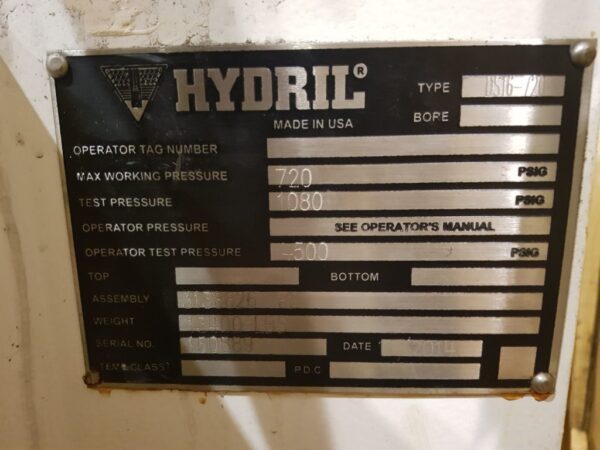 HYDRIL®
MADE IN USA
TYPE
BORE
OPERATOR TAG NUMBER
MAX WORKING PRESSURE 720 PSIG
TEST PRESSURE 1080 PSIG
OPERATOR PRESSURE SEE OPERATOR'S MANUAL
OPERATOR TEST PRESSURE PSIG
TOP BOTTOM
ASSEMBLY
WEIGHT
SERIAL NO. DATE 2014
TEMP.CLASS
P.D.C